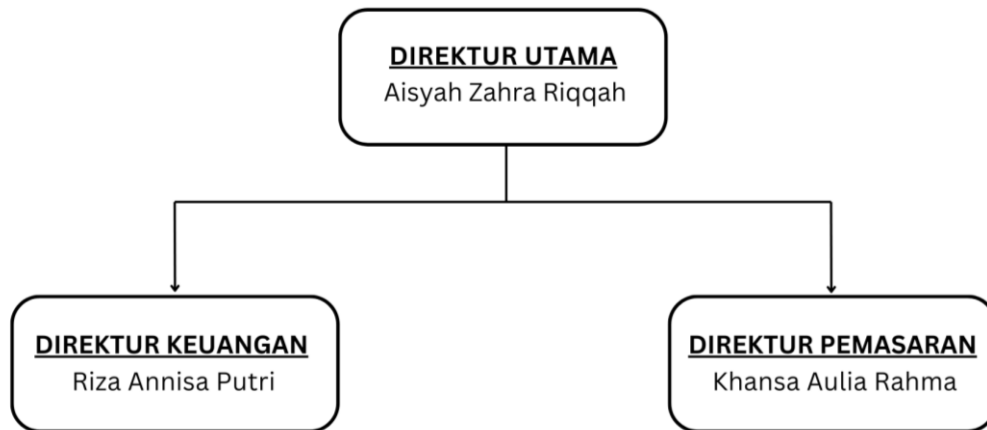 DIREKTUR UTAMA
Aisyah Zahra Riqqah
DIREKTUR KEUANGAN
Riza Annisa Putri
DIREKTUR PEMASARAN
Khansa Aulia Rahma